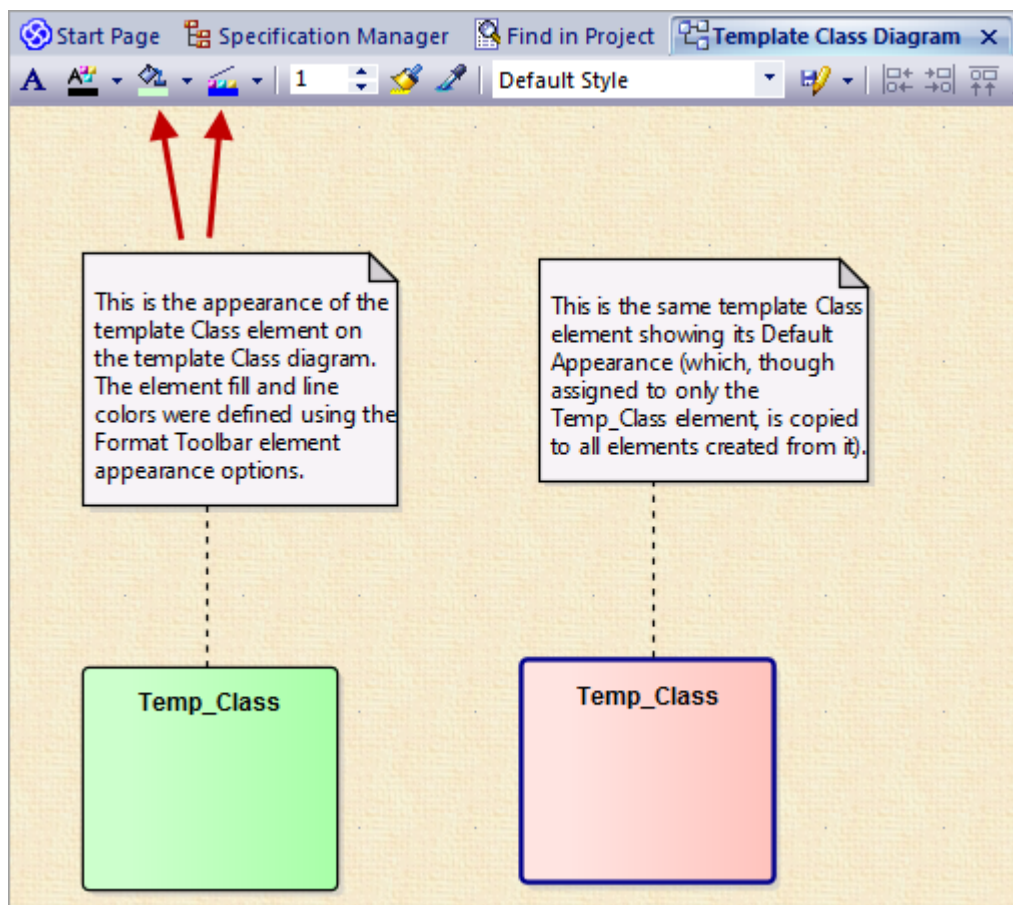 Start Page Specification Manager Find in Project Template Class Diagram X
A 1 Default Style
This is the appearance of the
template Class element on
the template Class diagram.
The element fill and line
colors were defined using the
Format Toolbar element
appearance options.
This is the same template Class
element showing its Default
Appearance (which, though
assigned to only the
Temp_Class element, is copied
to all elements created from it).
Temp_Class
Temp_Class